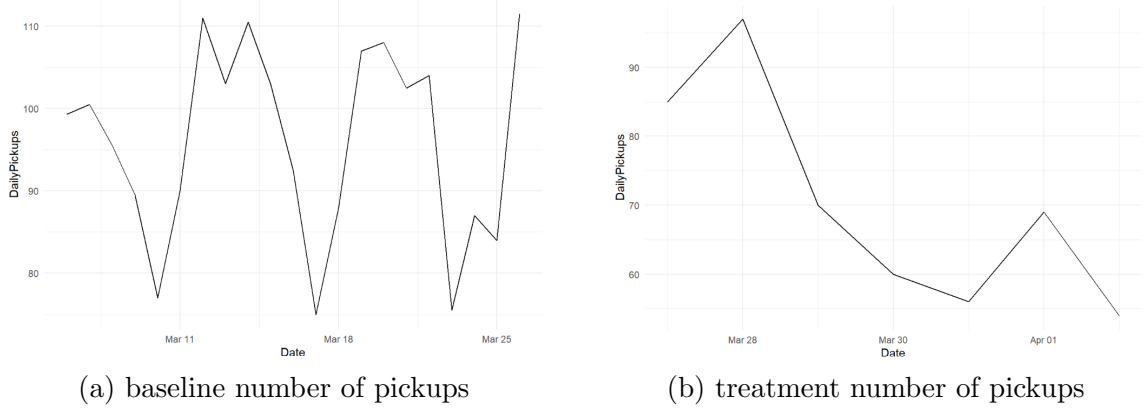 110
100
90
80
DailyPickups
Mar 11
Mar 18
Mar 25
Date
(a) baseline number of pickups
90
80
70
60
DailyPickups
Mar 28
Mar 30
Apr 01
Date
(b) treatment number of pickups